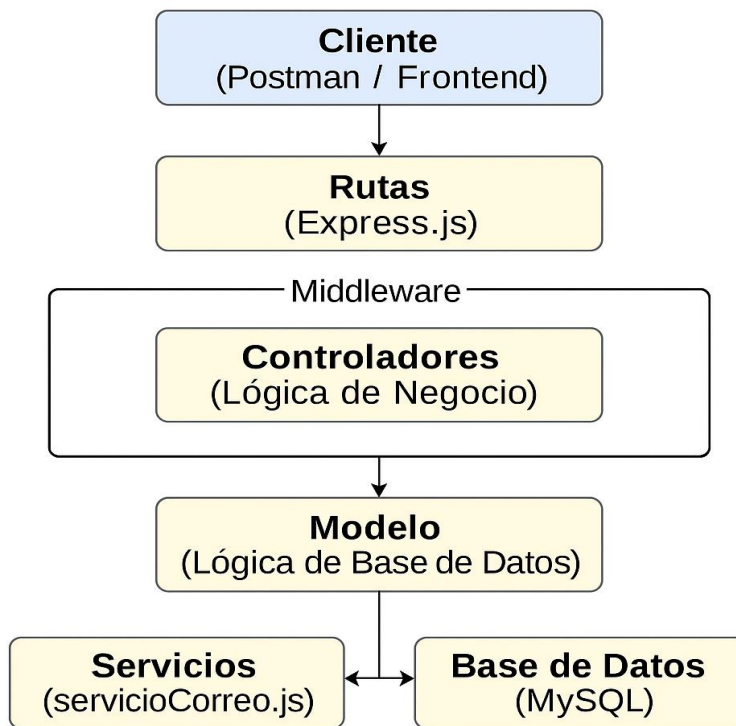 Cliente
(Postman / Frontend)
Rutas
(Express.js)
Middleware
Controladores
(Lógica de Negocio)
Modelo
(Lógica de Base de Datos)
Servicios
(servicioCorreo.js)
Base de Datos
(MySQL)